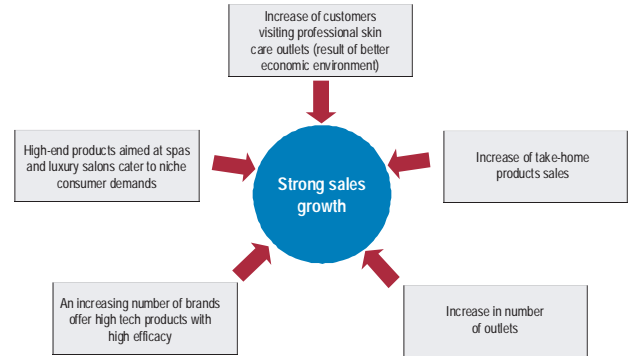 Increase of customers
visiting professional skin
care outlets (result of better
economic environment)
High-end products aimed at spas
and luxury salons cater to niche
consumer demands
Strong sales
growth
Increase of take-home
products sales
An increasing number of brands
offer high tech products with
high efficacy
Increase in number
of outlets